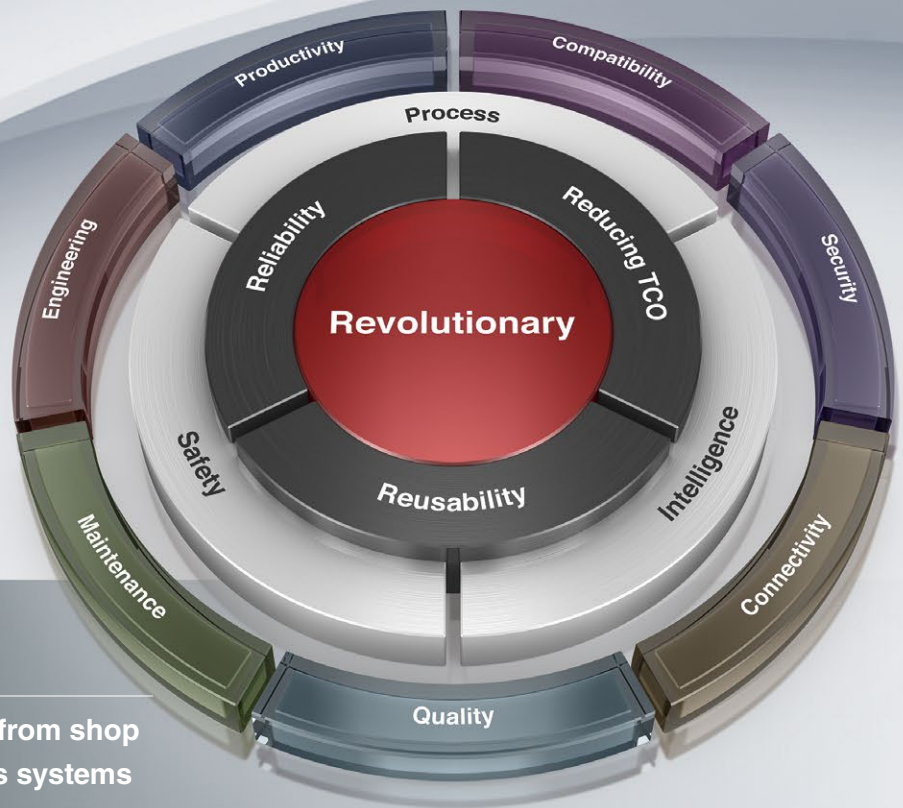 Productivity
Compatibility
Process
Engineering
Reliability
Reducing TCO
Security
Revolutionary
Safety
Reusability
Intelligence
Maintenance
Connectivity
Quality
from shop
s systems